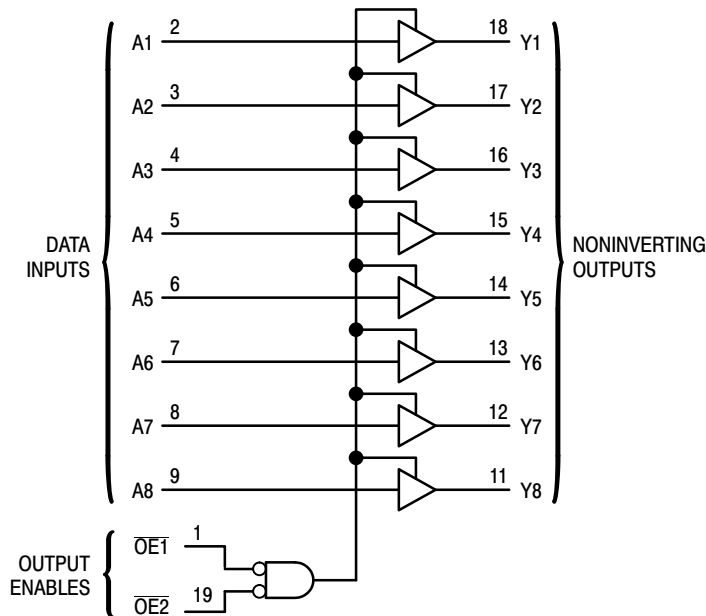 A1 2 18 Y1
A2 3 17 Y2
A3 4 16 Y3
A4 5 15 Y4
DATA
INPUTS
NONINVERTING
OUTPUTS
A5 6 14 Y5
A6 7 13 Y6
A7 8 12 Y7
A8 9 11 Y8
OUTPUT
ENABLES
O̅E̅1̅ 1
O̅E̅2̅ 19